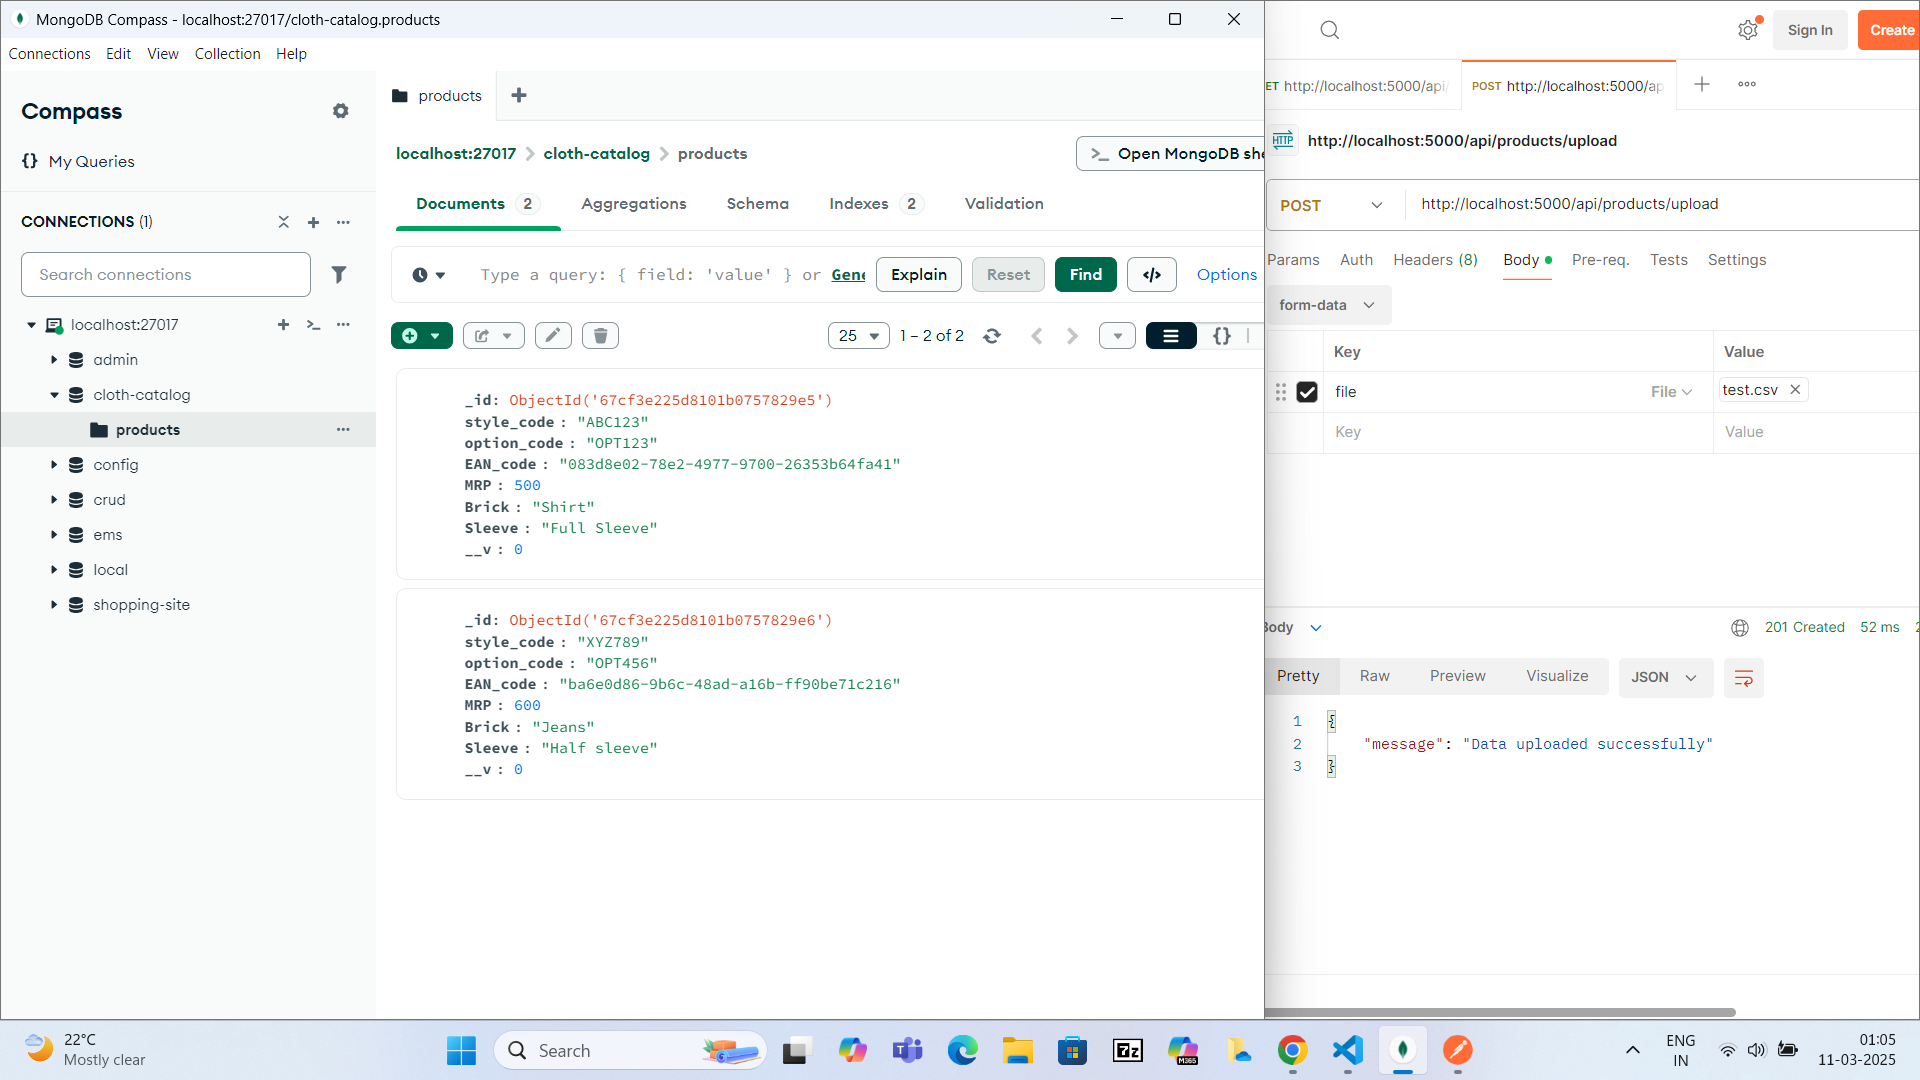 MongoDB Compass - localhost:27017/cloth-catalog.products
Connections Edit View Collection Help
Compass
{} My Queries
CONNECTIONS (1)
Search connections
localhost:27017
admin
cloth-catalog
products
config
crud
ems
local
shopping-site
products
localhost:27017 > cloth-catalog > products
>_ Open MongoDB she
Documents 2 Aggregations Schema Indexes 2 Validation
Type a query: { field: 'value' } or Gene Explain Reset Find </> Options
25 1 – 2 of 2 {}
_id: ObjectId('67cf3e225d8101b0757829e5')
style_code : "ABC123"
option_code : "OPT123"
EAN_code : "083d8e02-78e2-4977-9700-26353b64fa41"
MRP : 500
Brick : "Shirt"
Sleeve : "Full Sleeve"
__v : 0
_id: ObjectId('67cf3e225d8101b0757829e6')
style_code : "XYZ789"
option_code : "OPT456"
EAN_code : "ba6e0d86-9b6c-48ad-a16b-ff90be71c216"
MRP : 600
Brick : "Jeans"
Sleeve : "Half sleeve"
__v : 0
Sign In Create
ET http://localhost:5000/api/ POST http://localhost:5000/ap
HTTP http://localhost:5000/api/products/upload
POST http://localhost:5000/api/products/upload
Params Auth Headers (8) Body Pre-req. Tests Settings
form-data
Key Value
file File test.csv
Key Value
Body 201 Created 52 ms
Pretty Raw Preview Visualize JSON
1 {
2 "message": "Data uploaded successfully"
3 }
22°C
Mostly clear
Search
7z
M365
ENG
IN
01:05
11-03-2025